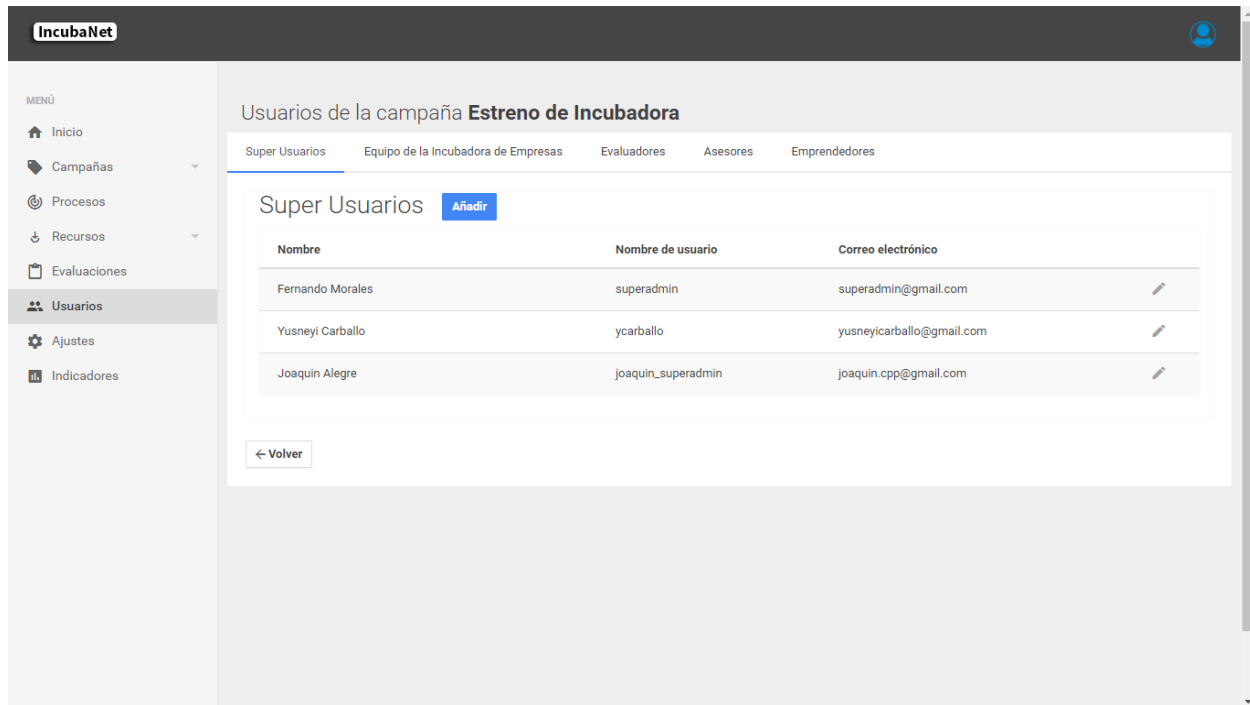 IncubaNet
MENÚ
Inicio
Campañas
Procesos
Recursos
Evaluaciones
Usuarios
Ajustes
Indicadores
Usuarios de la campaña Estreno de Incubadora
Super Usuarios Equipo de la Incubadora de Empresas Evaluadores Asesores Emprendedores
Super Usuarios Añadir
Nombre Nombre de usuario Correo electrónico
Fernando Morales superadmin superadmin@gmail.com
Yusneyi Carballo ycarballo yusneyicarballo@gmail.com
Joaquin Alegre joaquin_superadmin joaquin.cpp@gmail.com
Volver